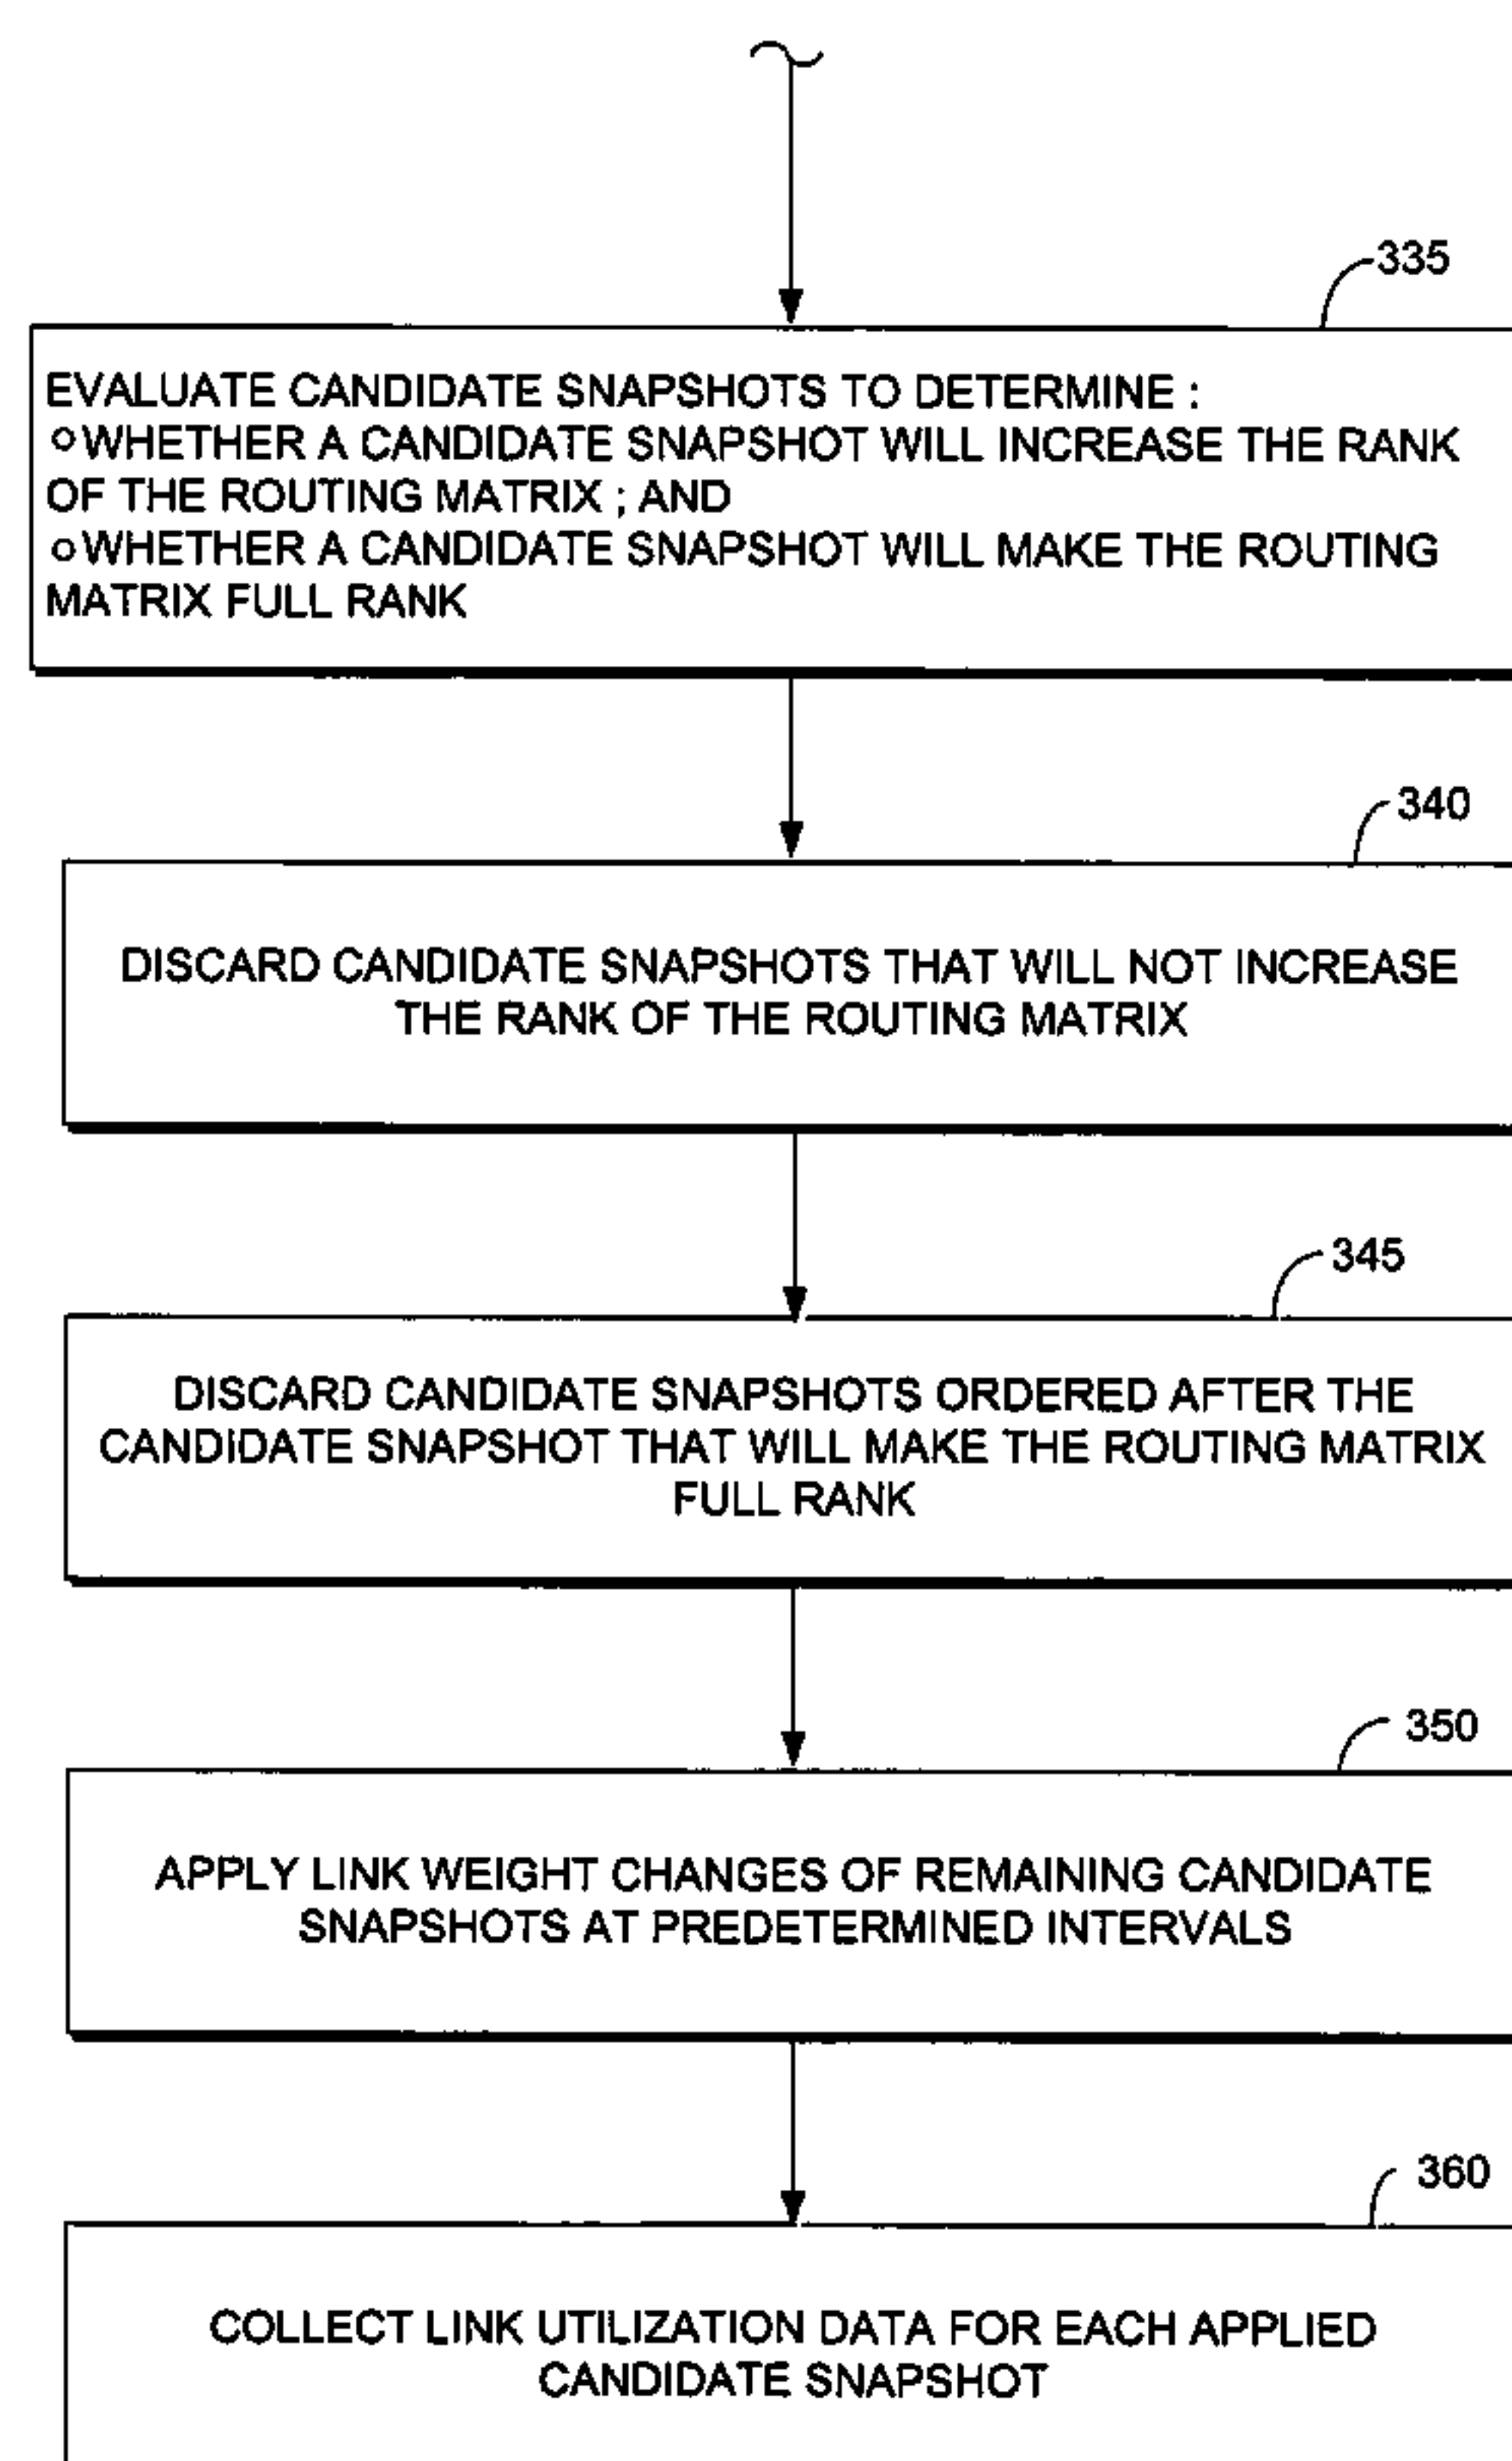 335
EVALUATE CANDIDATE SNAPSHOTS TO DETERMINE :
○ WHETHER A CANDIDATE SNAPSHOT WILL INCREASE THE RANK
OF THE ROUTING MATRIX ; AND
○ WHETHER A CANDIDATE SNAPSHOT WILL MAKE THE ROUTING
MATRIX FULL RANK
340
DISCARD CANDIDATE SNAPSHOTS THAT WILL NOT INCREASE
THE RANK OF THE ROUTING MATRIX
345
DISCARD CANDIDATE SNAPSHOTS ORDERED AFTER THE
CANDIDATE SNAPSHOT THAT WILL MAKE THE ROUTING MATRIX
FULL RANK
350
APPLY LINK WEIGHT CHANGES OF REMAINING CANDIDATE
SNAPSHOTS AT PREDETERMINED INTERVALS
360
COLLECT LINK UTILIZATION DATA FOR EACH APPLIED
CANDIDATE SNAPSHOT